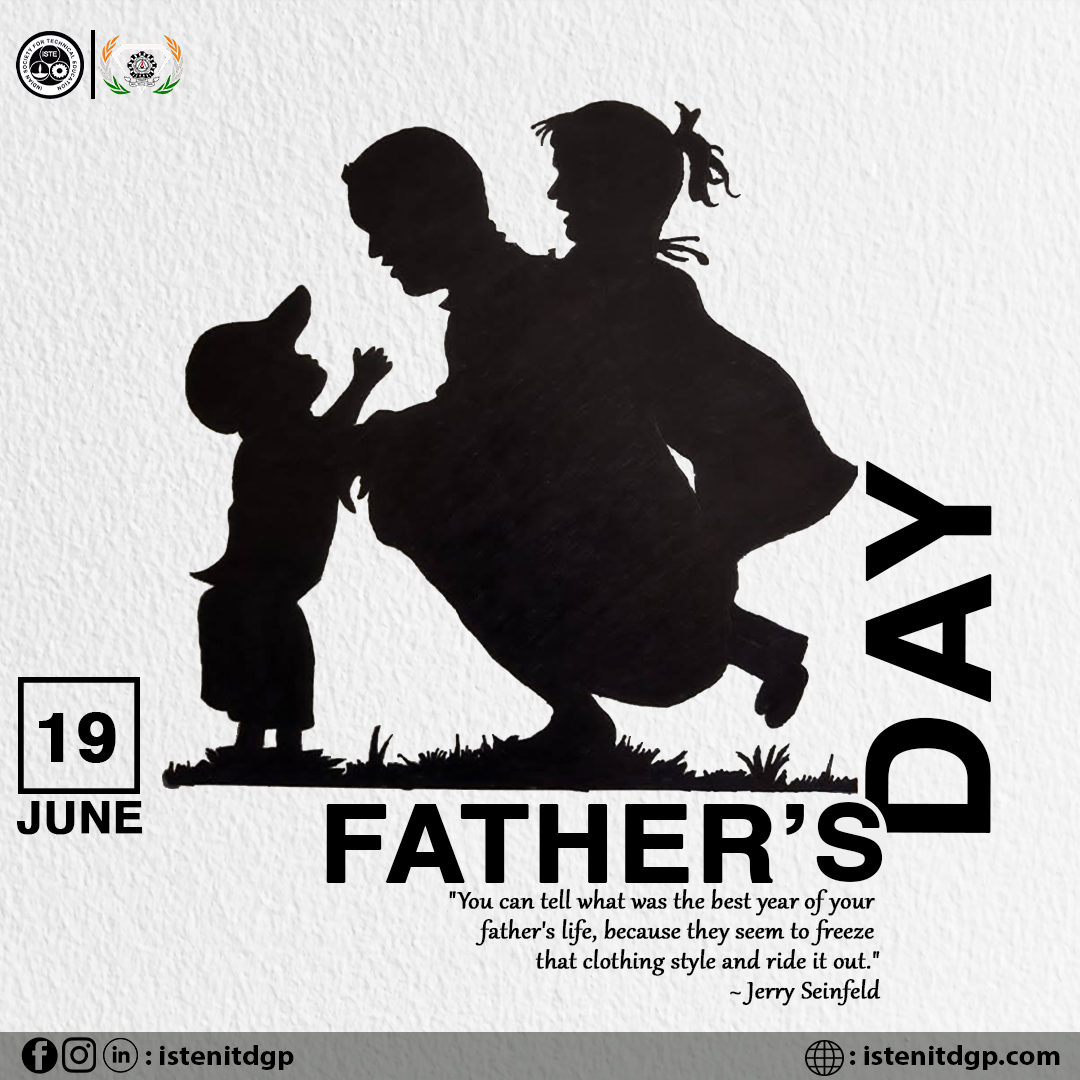 INDIAN SOCIETY FOR TECHNICAL EDUCATION
ISTE
19
JUNE
FATHER'S
DAY
"You can tell what was the best year of your
father's life, because they seem to freeze
that clothing style and ride it out."
~ Jerry Seinfeld
: istenitdgp
: istenitdgp.com